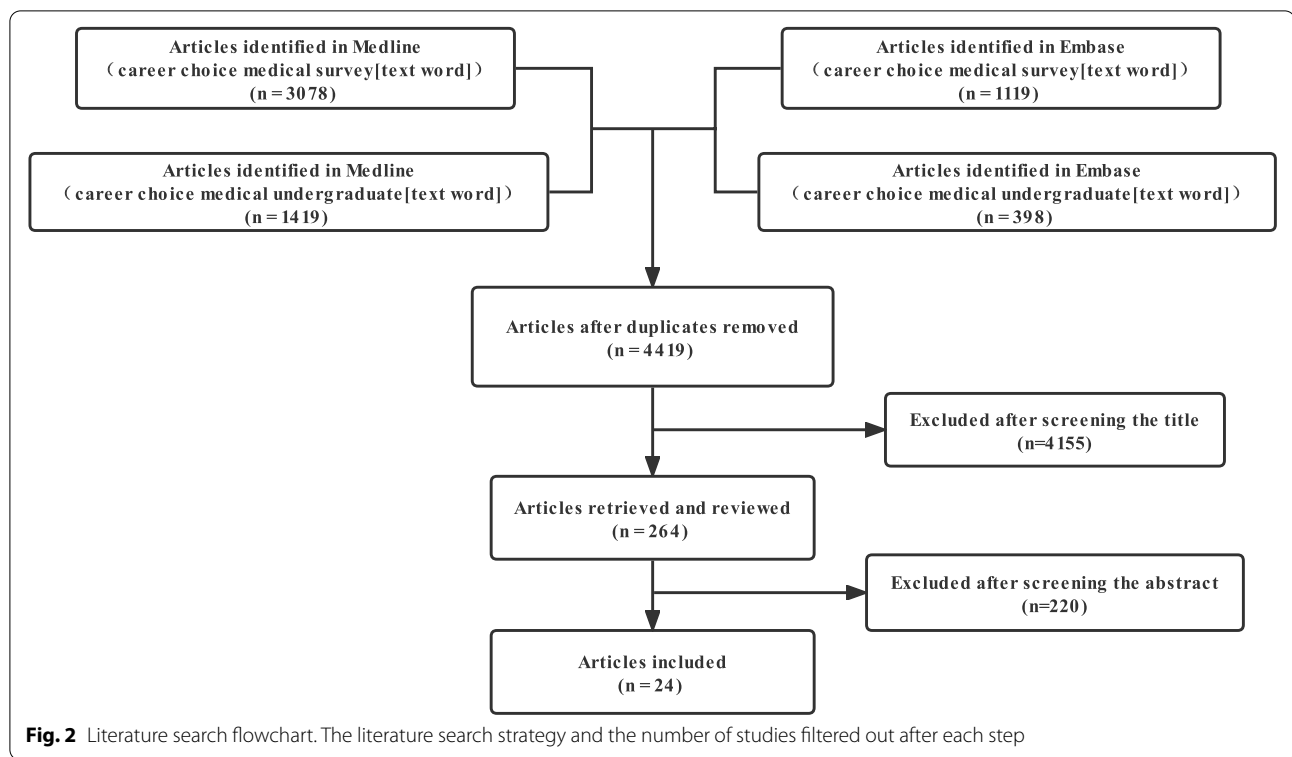 Articles identified in Medline
（career choice medical survey[text word]）
(n = 3078)
Articles identified in Embase
（career choice medical survey[text word]）
(n = 1119)
Articles identified in Medline
（career choice medical undergraduate[text word]）
(n = 1419)
Articles identified in Embase
（career choice medical undergraduate[text word]）
(n = 398)
Articles after duplicates removed
(n = 4419)
Excluded after screening the title
(n=4155)
Articles retrieved and reviewed
(n = 264)
Excluded after screening the abstract
(n=220)
Articles included
(n = 24)
Fig. 2 Literature search flowchart. The literature search strategy and the number of studies filtered out after each step